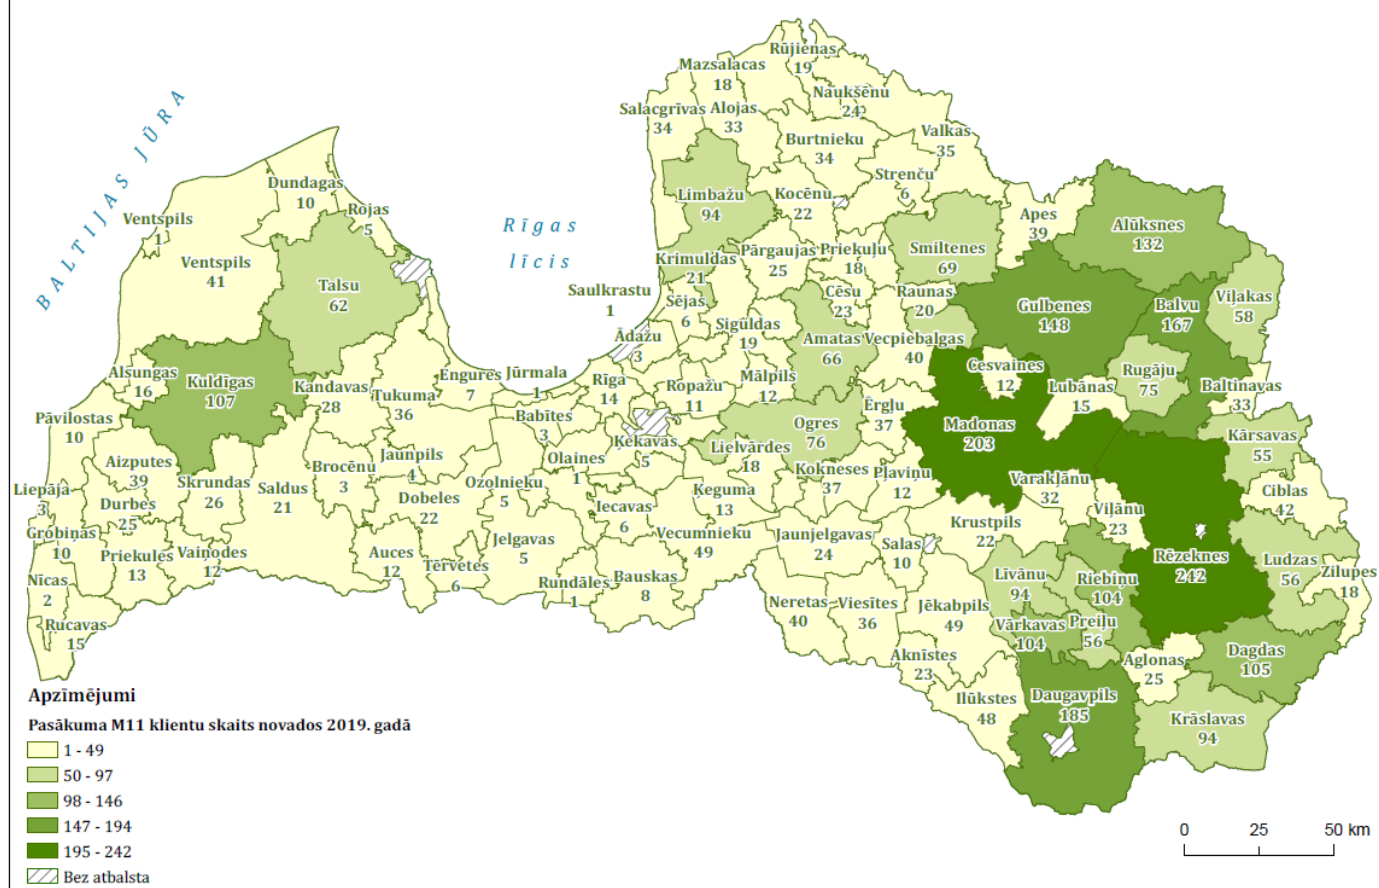 BALTIJAS JŪRA
Rīgas
līcis
Rūjienas
19
Mazsalacas
18
Naukšēnu
24
Salacgrīvas
34
Alojas
33
Burtnieku
34
Valkas
35
Strenču
6
Dundagas
10
Rojas
5
Ventspils
1
Ventspils
41
Talsu
62
Limbažu
94
Kocēnu
22
Apes
39
Alūksnes
132
Krimuldas
21
Pārgaujas
25
Priekuļu
18
Smiltenes
69
Saulkrastu
1
Sējas
6
Cēsu
23
Raunas
20
Gulbenes
148
Balvu
167
Viļakas
58
Ādažu
3
Siguldas
19
Amatas
66
Vecpiebalgas
40
Alsungas
16
Kuldīgas
107
Kandavas
28
Tukuma
36
Engures
7
Jūrmala
1
Rīga
14
Ropažu
11
Mālpils
12
Cesvaines
12
Lubānas
15
Rugāju
75
Baltinavas
33
Pāvilostas
10
Babītes
3
Ērgļu
37
Madonas
203
Ogres
76
Kārsavas
55
Aizputes
39
Skrundas
26
Saldus
21
Brocēnu
3
Jaunpils
4
Olaines
1
Ķekavas
5
Lielvārdes
18
Kokneses
37
Pļaviņu
12
Varakļānu
32
Ciblas
42
Liepāja
3
Durbes
25
Dobeles
22
Ozolnieku
5
Iecavas
6
Ķeguma
13
Viļānu
23
Grobiņas
10
Priekules
13
Vaiņodes
12
Auces
12
Tērvetes
6
Jelgavas
5
Vecumnieku
49
Jaunjelgavas
24
Salas
10
Krustpils
22
Rēzeknes
242
Ludzas
56
Zilupes
18
Nīcas
2
Rundāles
1
Bauskas
8
Līvānu
94
Riebiņu
104
Rucavas
15
Neretas
40
Viesītes
36
Jēkabpils
49
Vārkavas
104
Preiļu
56
Aknīstes
23
Aglonas
25
Dagdas
105
Ilūkstes
48
Daugavpils
185
Krāslavas
94
Apzīmējumi
Pasākuma M11 klientu skaits novados 2019. gadā
1 - 49
50 - 97
98 - 146
147 - 194
195 - 242
Bez atbalsta
0 25 50 km